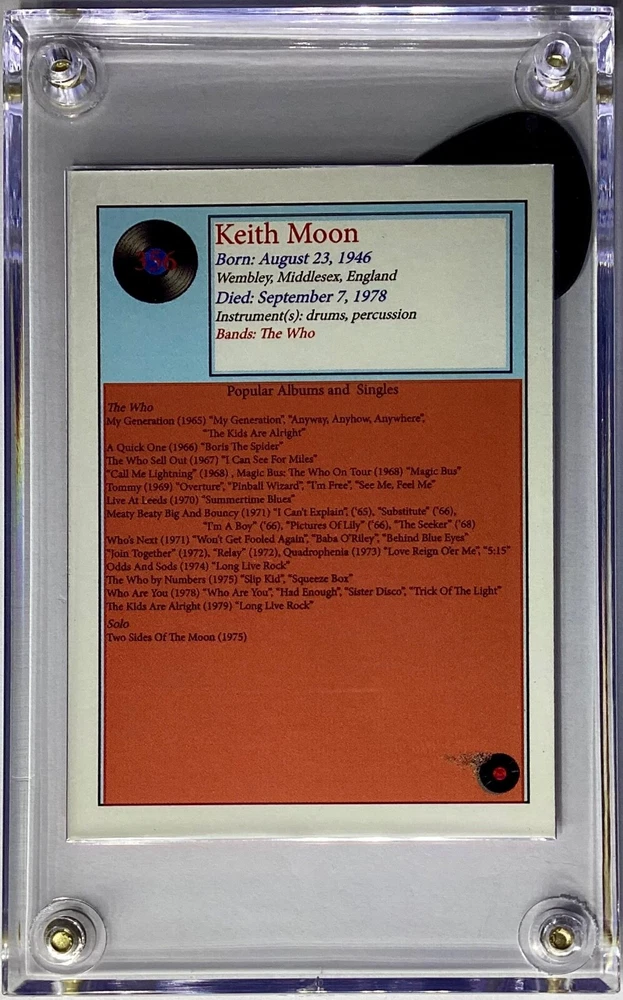 336
Keith Moon
Born: August 23, 1946
Wembley, Middlesex, England
Died: September 7, 1978
Instrument(s): drums, percussion
Bands: The Who
Popular Albums and Singles
The Who
My Generation (1965) "My Generation", "Anyway, Anyhow, Anywhere",
"The Kids Are Alright"
A Quick One (1966) "Boris The Spider"
The Who Sell Out (1967) "I Can See For Miles"
"Call Me Lightning" (1968) , Magic Bus: The Who On Tour (1968) "Magic Bus"
Tommy (1969) "Overture", "Pinball Wizard", "I'm Free", "See Me, Feel Me"
Live At Leeds (1970) "Summertime Blues"
Meaty Beaty Big And Bouncy (1971) "I Can't Explain", ('65), "Substitute" ('66),
"I'm A Boy" ('66), "Pictures Of Lily" ('66), "The Seeker" ('68)
Who's Next (1971) "Won't Get Fooled Again", "Baba O'Riley", "Behind Blue Eyes"
"Join Together" (1972), "Relay" (1972), Quadrophenia (1973) "Love Reign O'er Me", "5:15"
Odds And Sods (1974) "Long Live Rock"
The Who by Numbers (1975) "Slip Kid", "Squeeze Box"
Who Are You (1978) "Who Are You", "Had Enough", "Sister Disco", "Trick Of The Light"
The Kids Are Alright (1979) "Long Live Rock"
Solo
Two Sides Of The Moon (1975)